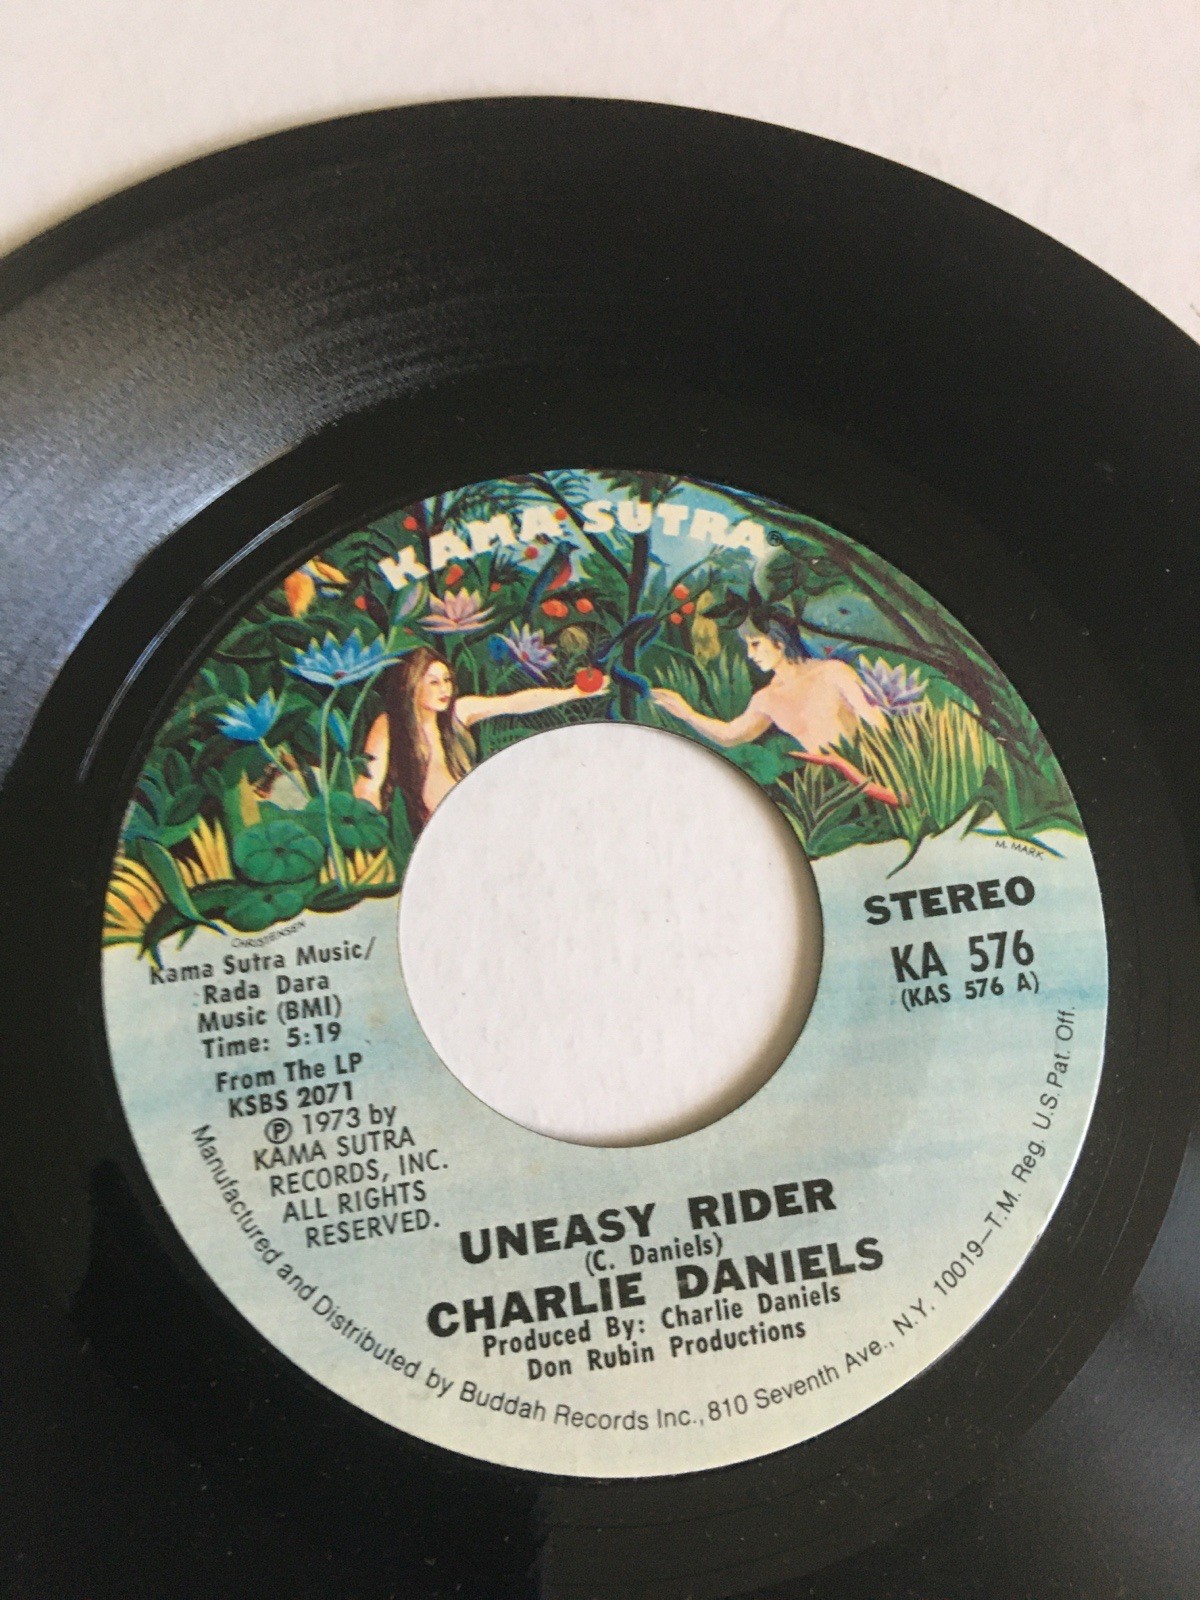 KAMA SUTRA®
M. MARK
CHRISTENSEN
STEREO
KA 576
(KAS 576 A)
Kama Sutra Music/
Rada Dara
Music (BMI)
Time: 5:19
From The LP
KSBS 2071
℗ 1973 by
KAMA SUTRA
RECORDS, INC.
ALL RIGHTS
RESERVED.
UNEASY RIDER
(C. Daniels)
CHARLIE DANIELS
Produced By: Charlie Daniels
Don Rubin Productions
Manufactured and Distributed by Buddah Records Inc., 810 Seventh Ave., N.Y. 10019—T.M. Reg. U.S. Pat. Off.